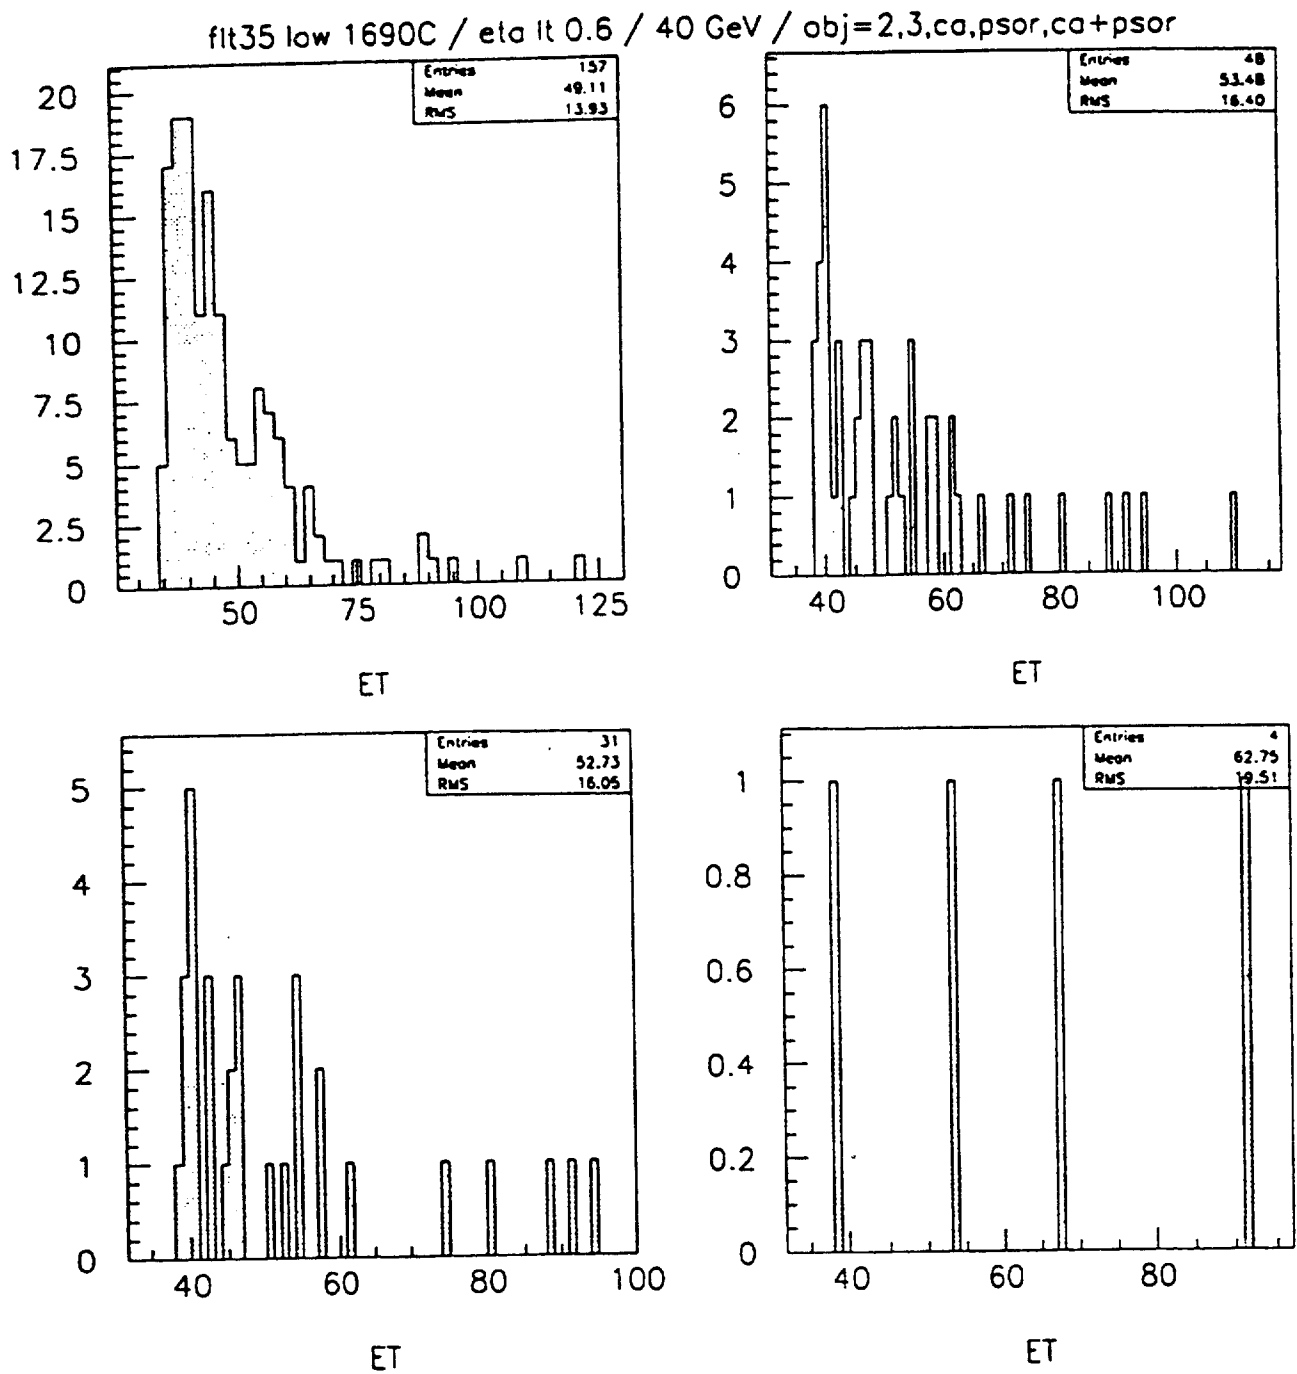 flt35 low 1690C / eta lt 0.6 / 40 GeV / obj=2,3,ca,psor,ca+psor
Entries 157
Mean 49.11
RMS 13.93
20
17.5
15
12.5
10
7.5
5
2.5
0
50 75 100 125
ET
Entries 48
Mean 53.48
RMS 16.40
6
5
4
3
2
1
0
40 60 80 100
ET
Entries 31
Mean 52.73
RMS 16.05
5
4
3
2
1
0
40 60 80 100
ET
Entries 4
Mean 62.75
RMS 19.51
1
0.8
0.6
0.4
0.2
0
40 60 80
ET